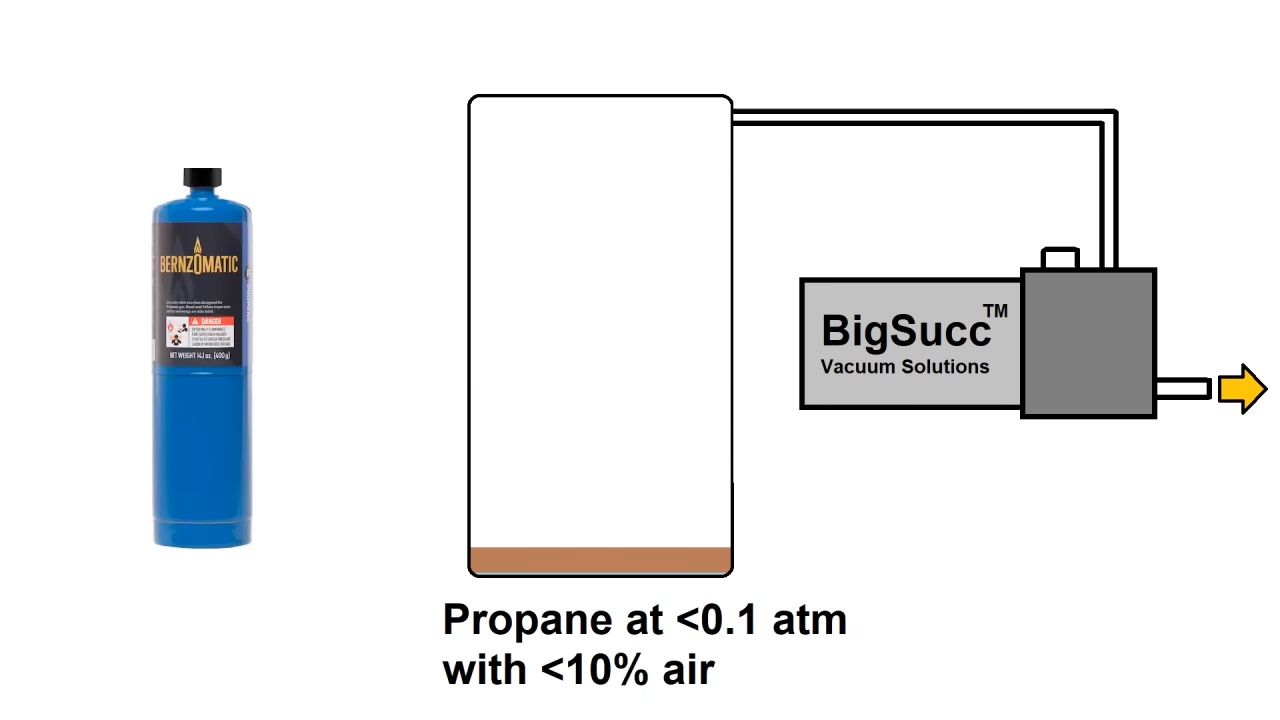 BERNZOMATIC
DANGER
NET WEIGHT 14.1 oz. (400g)
BigSucc™
Vacuum Solutions
Propane at <0.1 atm
with <10% air